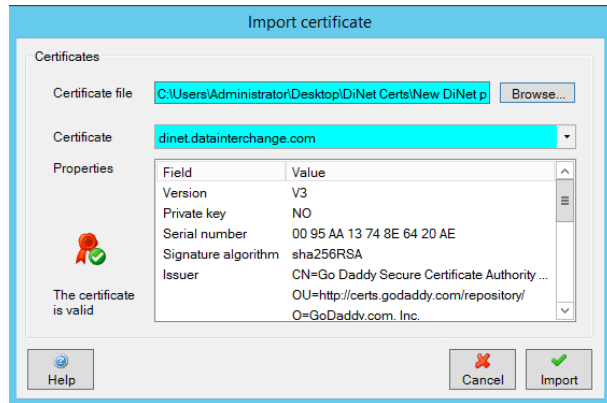 Import certificate
Certificates
Certificate file C:\Users\Administrator\Desktop\DiNet Certs\New DiNet p Browse...
Certificate dinet.datainterchange.com
Properties
Field Value
Version V3
Private key NO
Serial number 00 95 AA 13 74 8E 64 20 AE
Signature algorithm sha256RSA
Issuer CN=Go Daddy Secure Certificate Authority ...
OU=http://certs.godaddy.com/repository/
O=GoDaddy.com, Inc.
The certificate
is valid
Help Cancel Import